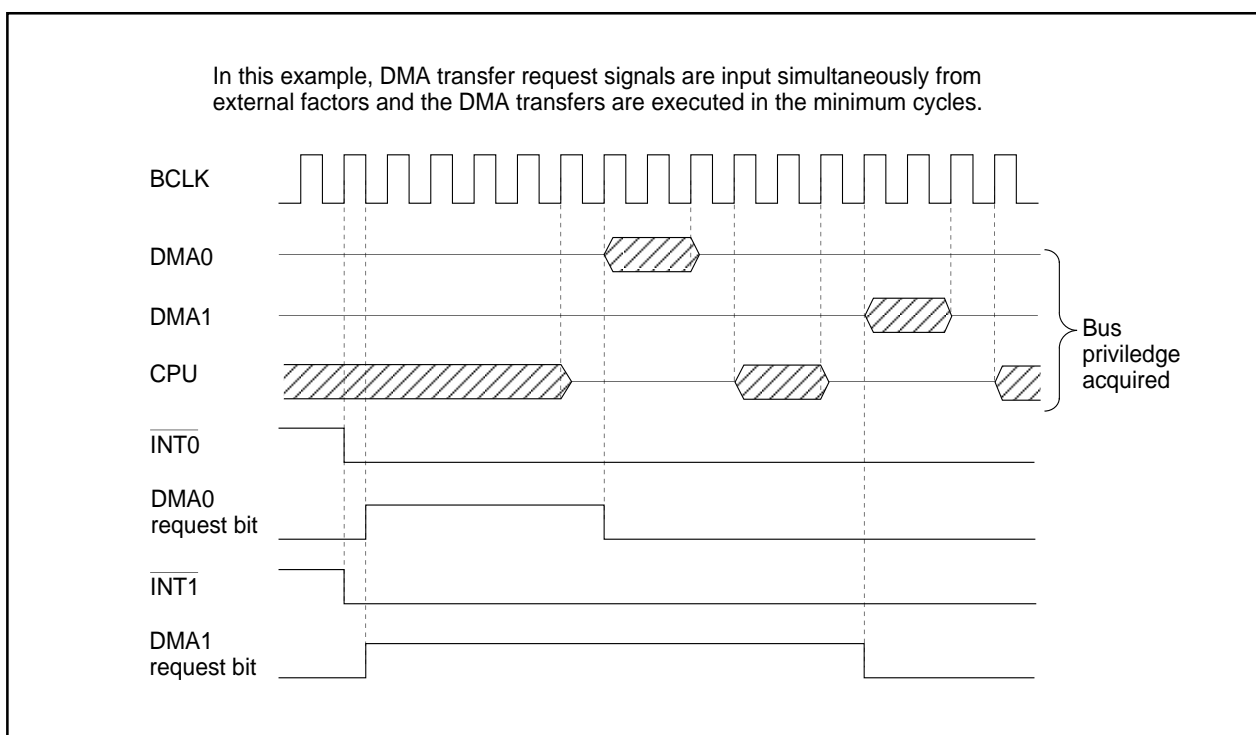 In this example, DMA transfer request signals are input simultaneously from
external factors and the DMA transfers are executed in the minimum cycles.
BCLK
DMA0
DMA1
CPU
Bus
priviledge
acquired
INT0
DMA0
request bit
INT1
DMA1
request bit